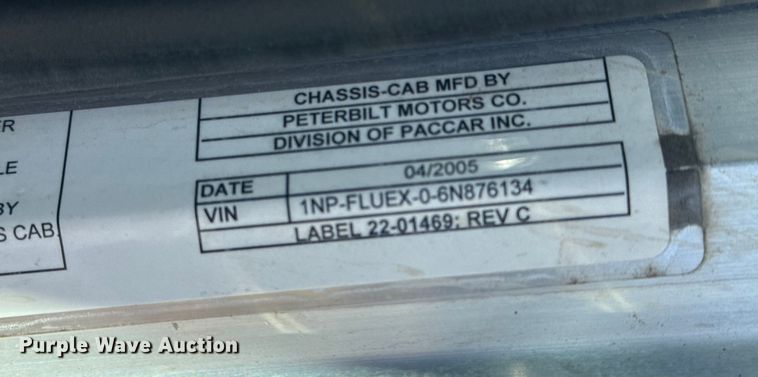 CHASSIS-CAB MFD BY
PETERBILT MOTORS CO.
DIVISION OF PACCAR INC.
DATE 04/2005
VIN 1NP-FLUEX-0-6N876134
LABEL 22-01469: REV C
ER
LE
BY
S CAB.
Purple Wave Auction